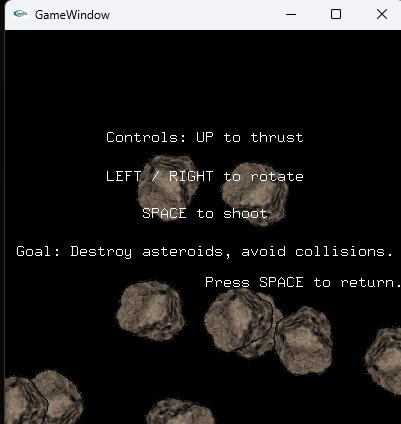 GameWindow
Controls: UP to thrust
LEFT / RIGHT to rotate
SPACE to shoot
Goal: Destroy asteroids, avoid collisions.
Press SPACE to return.